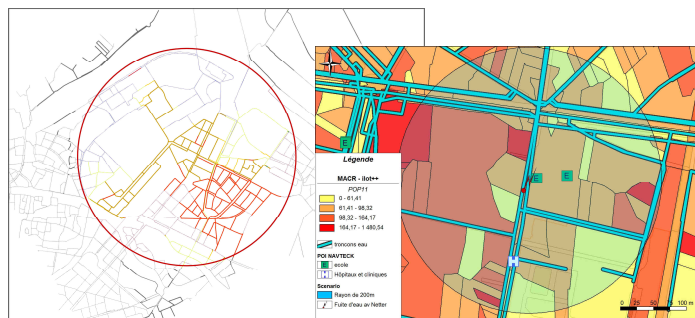 E
Légende
MACR - ilot++
POP11
0 - 61,41
61,41 - 98,32
98,32 - 164,17
164,17 - 1 480,54
troncons eau
POI NAVTECK
E ecole
H Hôpitaux et cliniques
Scenario
Rayon de 200m
Fuite d'eau av Netter
E
E
H
0 25 50 75 100 m